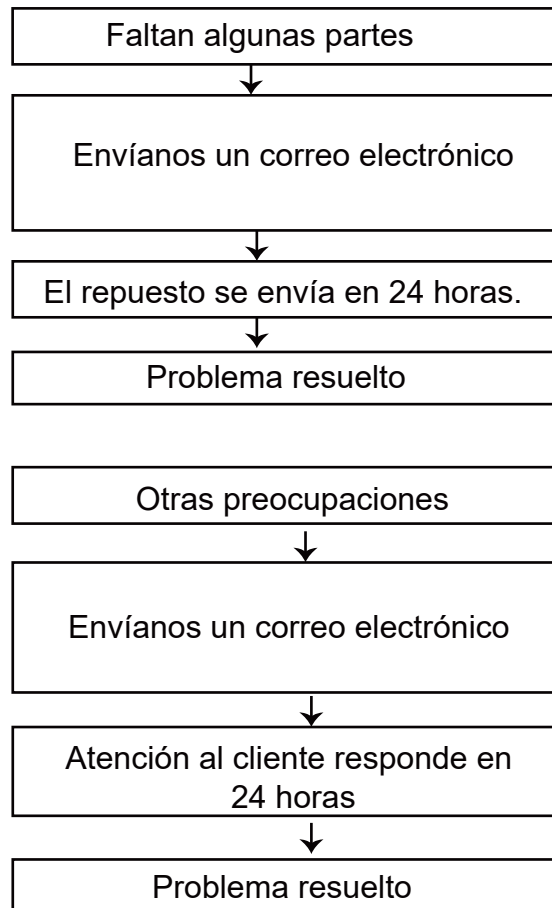 Faltan algunas partes
Envíanos un correo electrónico
El repuesto se envía en 24 horas.
Problema resuelto
Otras preocupaciones
Envíanos un correo electrónico
Atención al cliente responde en
24 horas
Problema resuelto